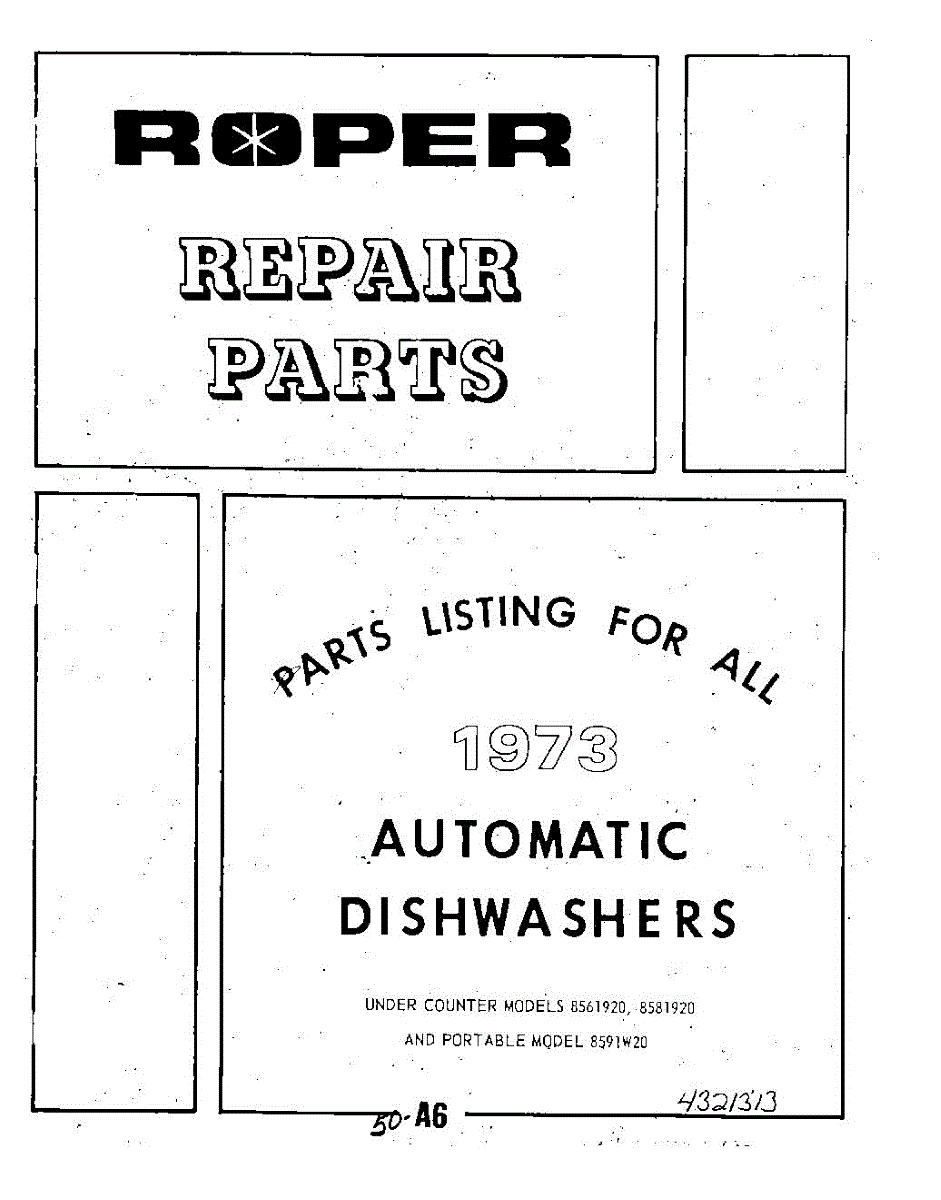 ROPER
REPAIR
PARTS
PARTS LISTING FOR ALL
1973
AUTOMATIC
DISHWASHERS
UNDER COUNTER MODELS 8561920, 8581920
AND PORTABLE MODEL 8591W20
4321313
50-A6